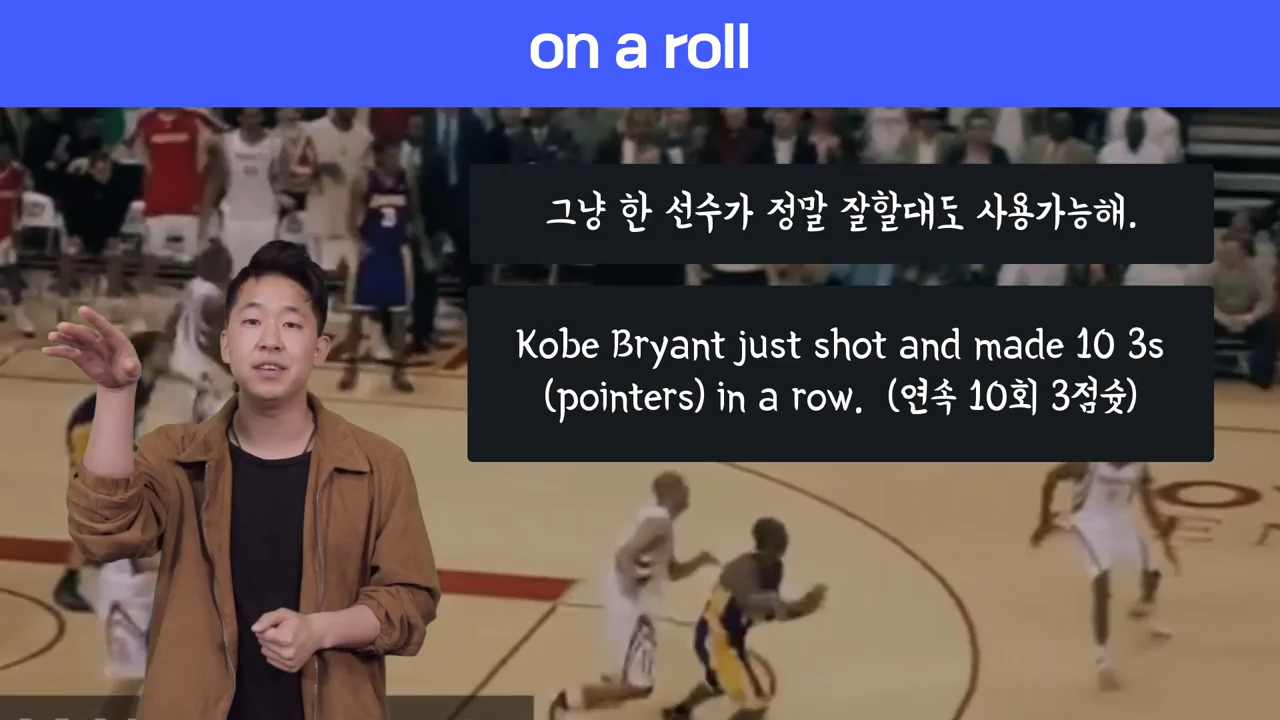 on a roll
그냥 한 선수가 정말 잘할대도 사용가능해.
Kobe Bryant just shot and made 10 3s
(pointers) in a row. (연속 10회 3점슛)